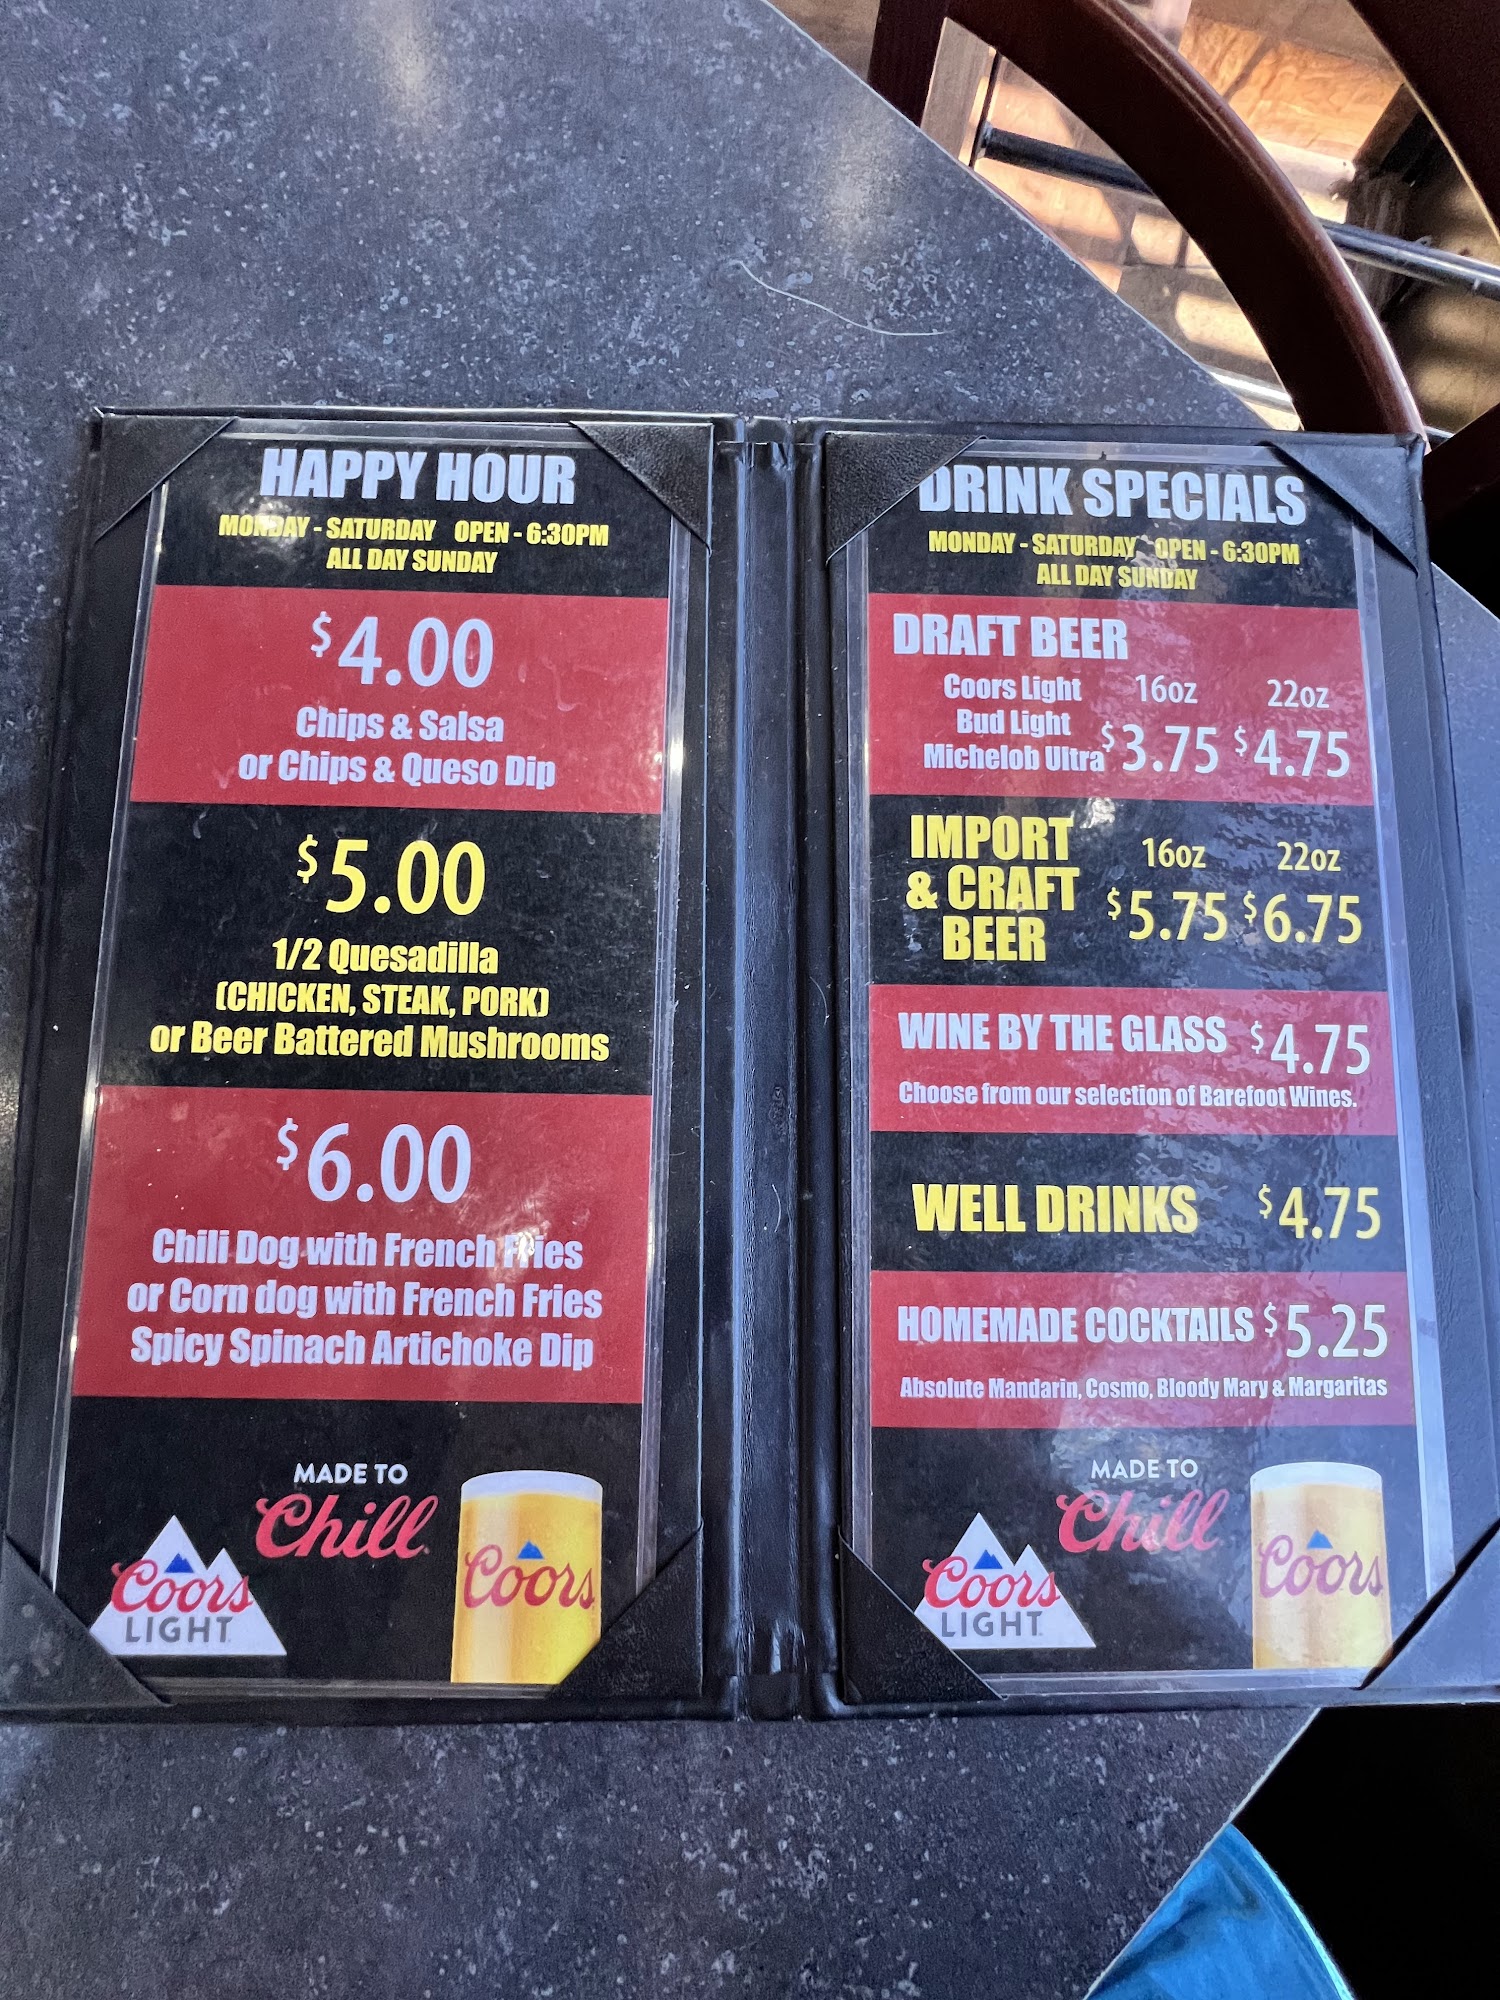 HAPPY HOUR
MONDAY - SATURDAY OPEN - 6:30PM
ALL DAY SUNDAY
$4.00
Chips & Salsa
or Chips & Queso Dip
$5.00
1/2 Quesadilla
(CHICKEN, STEAK, PORK)
or Beer Battered Mushrooms
$6.00
Chili Dog with French Fries
or Corn dog with French Fries
Spicy Spinach Artichoke Dip
MADE TO
Chill
Coors
LIGHT
Coors
DRINK SPECIALS
MONDAY - SATURDAY OPEN - 6:30PM
ALL DAY SUNDAY
DRAFT BEER
Coors Light 16oz 22oz
Bud Light
Michelob Ultra $3.75 $4.75
IMPORT 16oz 22oz
& CRAFT $5.75 $6.75
BEER
WINE BY THE GLASS $4.75
Choose from our selection of Barefoot Wines.
WELL DRINKS $4.75
HOMEMADE COCKTAILS $5.25
Absolute Mandarin, Cosmo, Bloody Mary & Margaritas
MADE TO
Chill
Coors
LIGHT
Coors